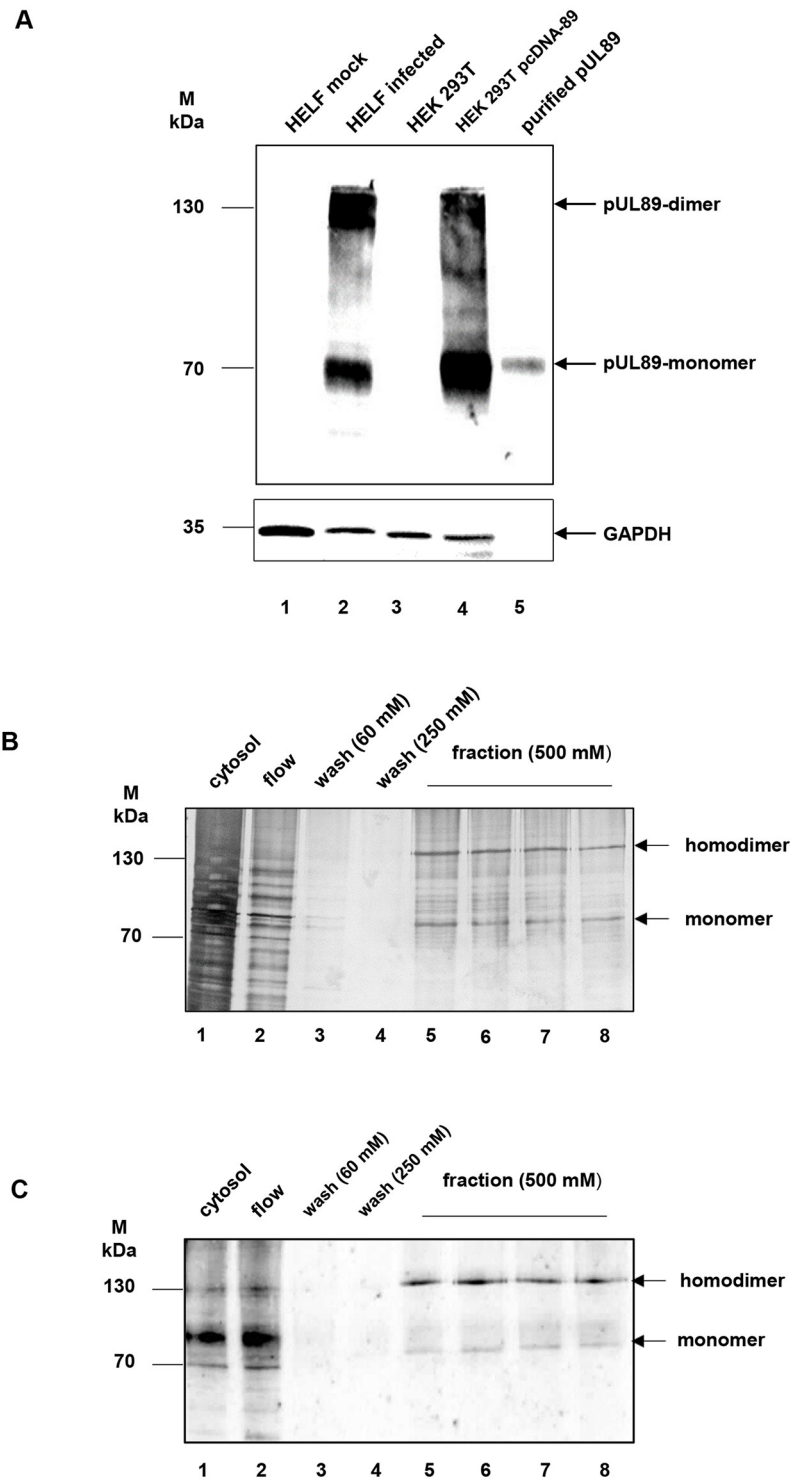 A
M
kDa
HELF mock
HELF infected
HEK 293T
HEK 293T pcDNA-89
purified pUL89
130
pUL89-dimer
70
pUL89-monomer
35
GAPDH
1 2 3 4 5
B
M
kDa
cytosol
flow
wash (60 mM)
wash (250 mM)
fraction (500 mM)
130
homodimer
70
monomer
1 2 3 4 5 6 7 8
C
M
kDa
cytosol
flow
wash (60 mM)
wash (250 mM)
fraction (500 mM)
130
homodimer
70
monomer
1 2 3 4 5 6 7 8